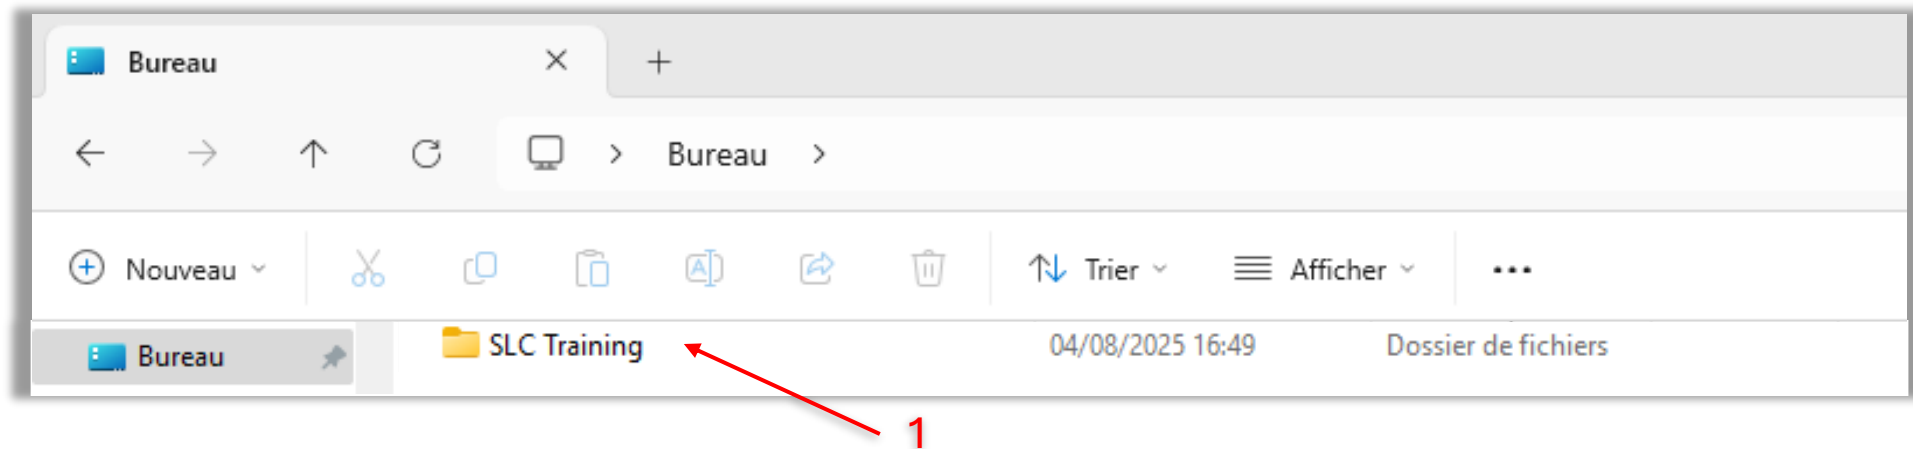 Bureau
Bureau
Nouveau Trier Afficher
Bureau SLC Training 04/08/2025 16:49 Dossier de fichiers
1